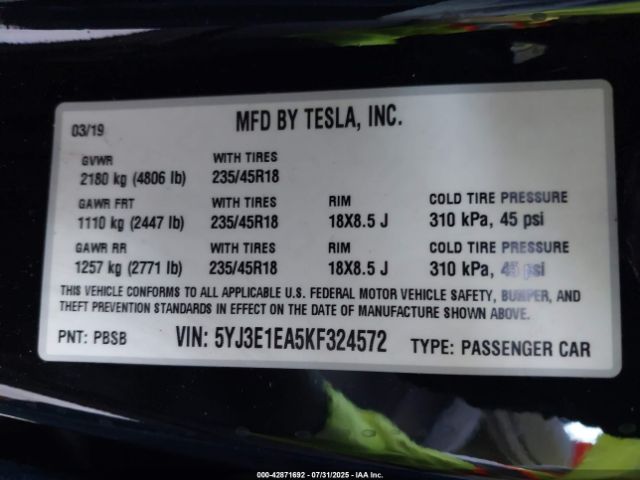 03/19 MFD BY TESLA, INC.
GVWR WITH TIRES
2180 kg (4806 lb) 235/45R18
GAWR FRT WITH TIRES RIM COLD TIRE PRESSURE
1110 kg (2447 lb) 235/45R18 18X8.5 J 310 kPa, 45 psi
GAWR RR WITH TIRES RIM COLD TIRE PRESSURE
1257 kg (2771 lb) 235/45R18 18X8.5 J 310 kPa, 45 psi
THIS VEHICLE CONFORMS TO ALL APPLICABLE U.S. FEDERAL MOTOR VEHICLE SAFETY, BUMPER, AND
THEFT PREVENTION STANDARDS IN EFFECT ON THE DATE OF MANUFACTURE SHOWN ABOVE.
PNT: PBSB VIN: 5YJ3E1EA5KF324572 TYPE: PASSENGER CAR
000-42871692 - 07/31/2025 - IAA Inc.